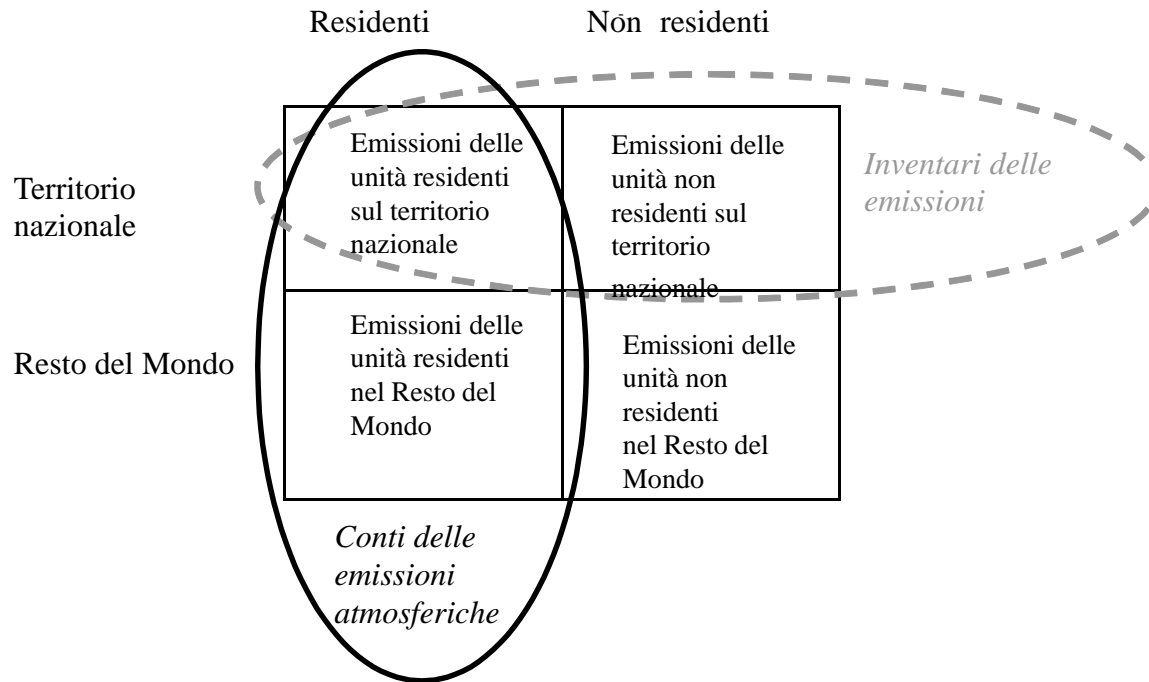 Residenti
Non residenti
Emissioni delle
unità residenti
sul territorio
nazionale
Emissioni delle
unità non
residenti sul
territorio
nazionale
Inventari delle
emissioni
Territorio
nazionale
Resto del Mondo
Emissioni delle
unità residenti
nel Resto del
Mondo
Emissioni delle
unità non
residenti
nel Resto del
Mondo
Conti delle
emissioni
atmosferiche